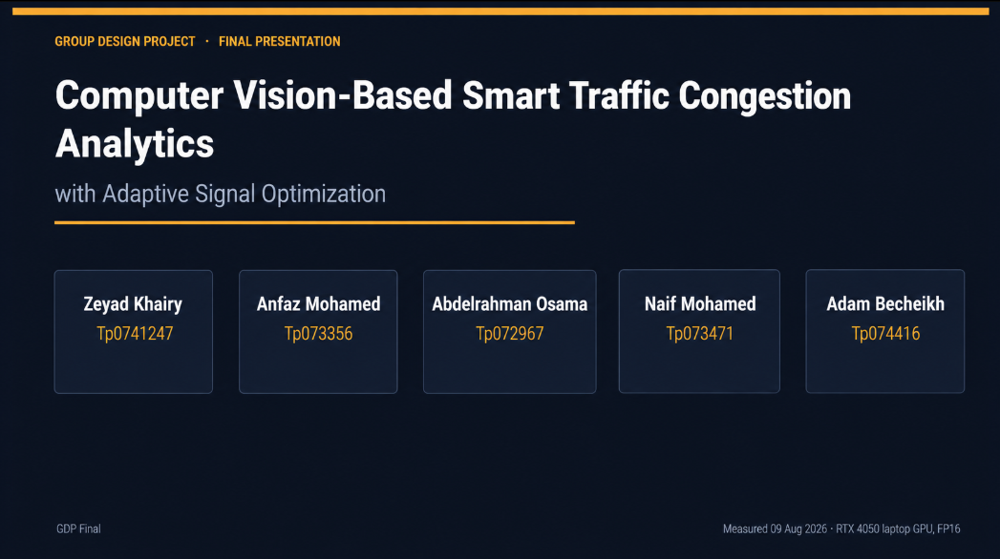 GROUP DESIGN PROJECT · FINAL PRESENTATION
Computer Vision-Based Smart Traffic Congestion
Analytics
with Adaptive Signal Optimization
Zeyad Khairy
Tp0741247
Anfaz Mohamed
Tp073356
Abdelrahman Osama
Tp072967
Naif Mohamed
Tp073471
Adam Becheikh
Tp074416
GDP Final
Measured 09 Aug 2026 · RTX 4050 laptop GPU, FP16